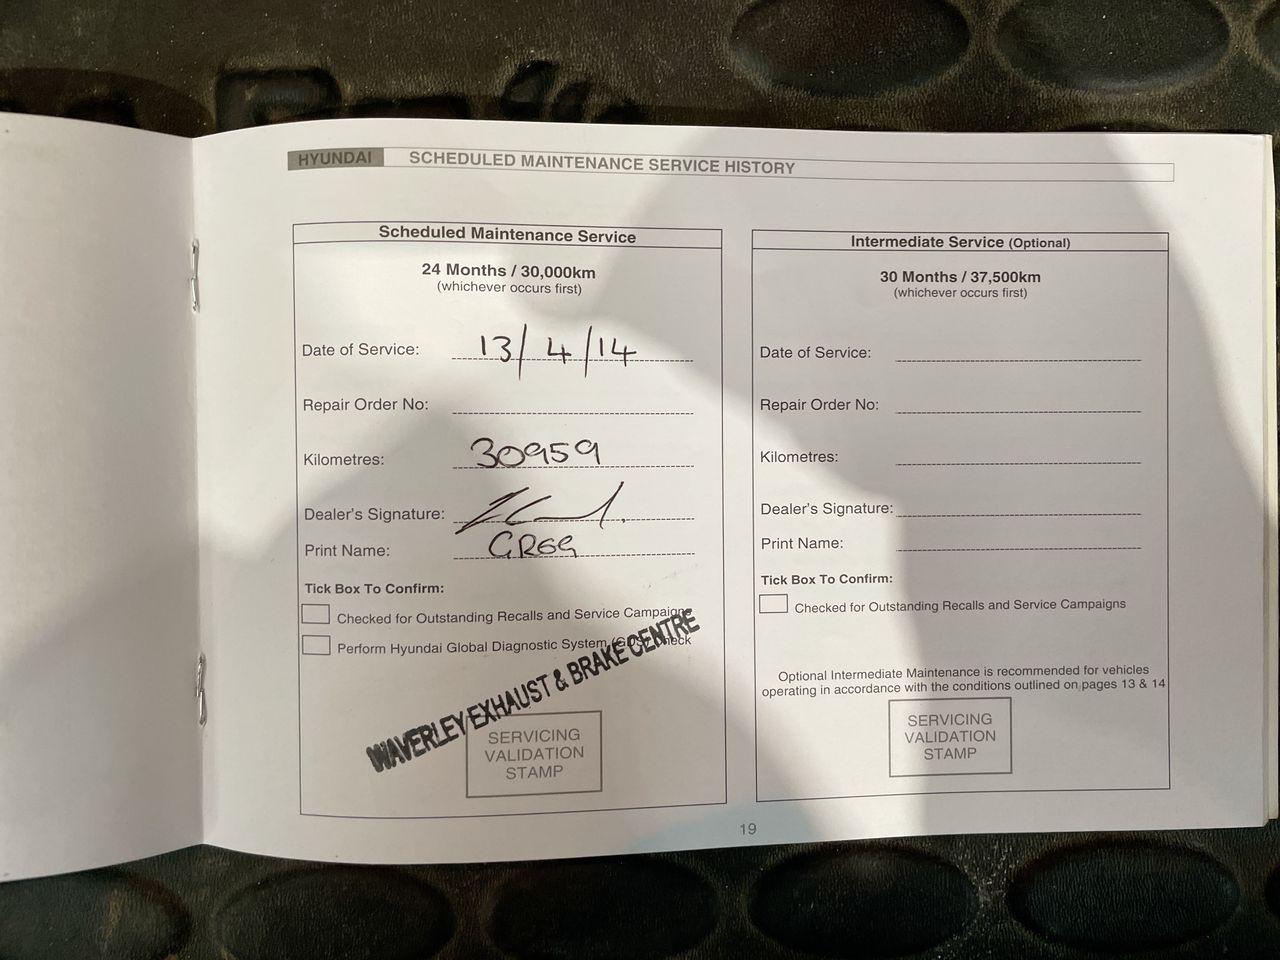 HYUNDAI SCHEDULED MAINTENANCE SERVICE HISTORY
Scheduled Maintenance Service
24 Months / 30,000km
(whichever occurs first)
Date of Service: 13/4/14
Repair Order No:
Kilometres: 30959
Dealer's Signature:
Print Name: GREG
Tick Box To Confirm:
Checked for Outstanding Recalls and Service Campaigns
Perform Hyundai Global Diagnostic System (GDS) Check
WAVERLEY EXHAUST & BRAKE CENTRE
SERVICING
VALIDATION
STAMP
Intermediate Service (Optional)
30 Months / 37,500km
(whichever occurs first)
Date of Service:
Repair Order No:
Kilometres:
Dealer's Signature:
Print Name:
Tick Box To Confirm:
Checked for Outstanding Recalls and Service Campaigns
Optional Intermediate Maintenance is recommended for vehicles
operating in accordance with the conditions outlined on pages 13 & 14
SERVICING
VALIDATION
STAMP
19